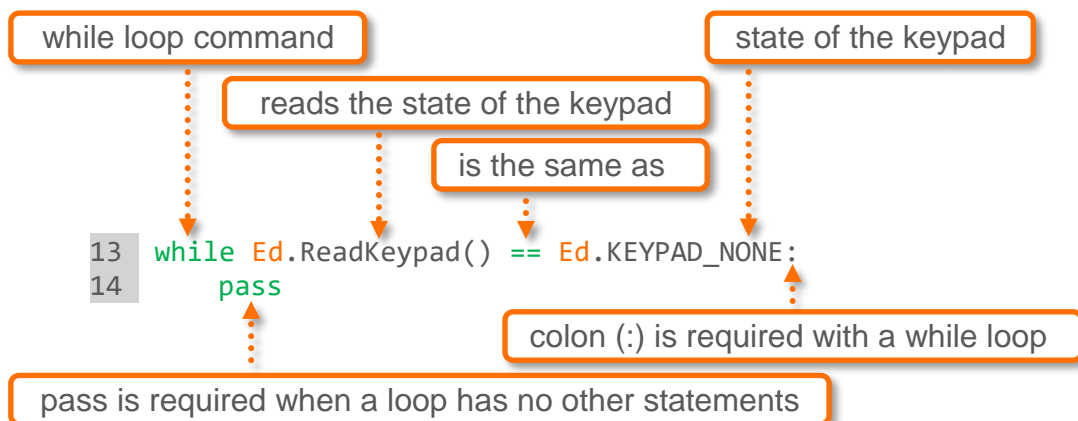 while loop command
state of the keypad
reads the state of the keypad
is the same as
13 while Ed.ReadKeypad() == Ed.KEYPAD_NONE:
14 pass
colon (:) is required with a while loop
pass is required when a loop has no other statements